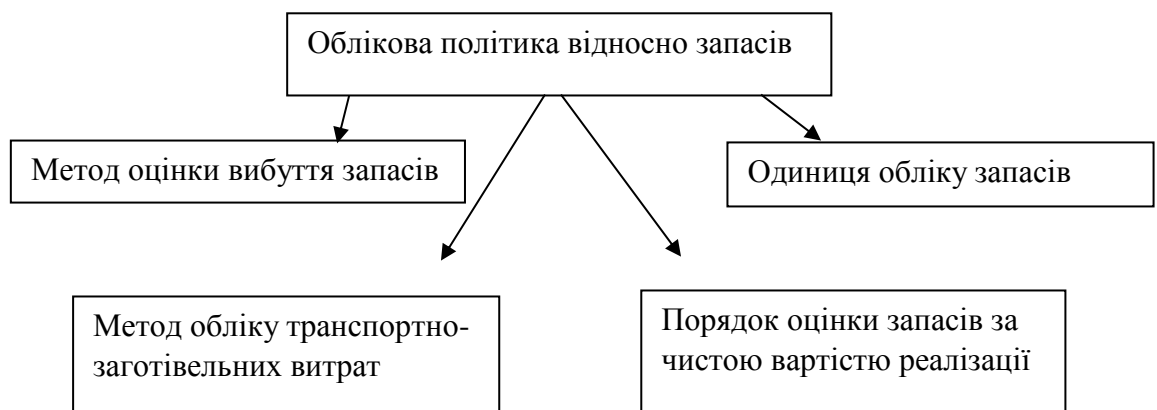 Облікова політика відносно запасів
Метод оцінки вибуття запасів
Одиниця обліку запасів
Метод обліку транспортно-
заготівельних витрат
Порядок оцінки запасів за
чистою вартістю реалізації